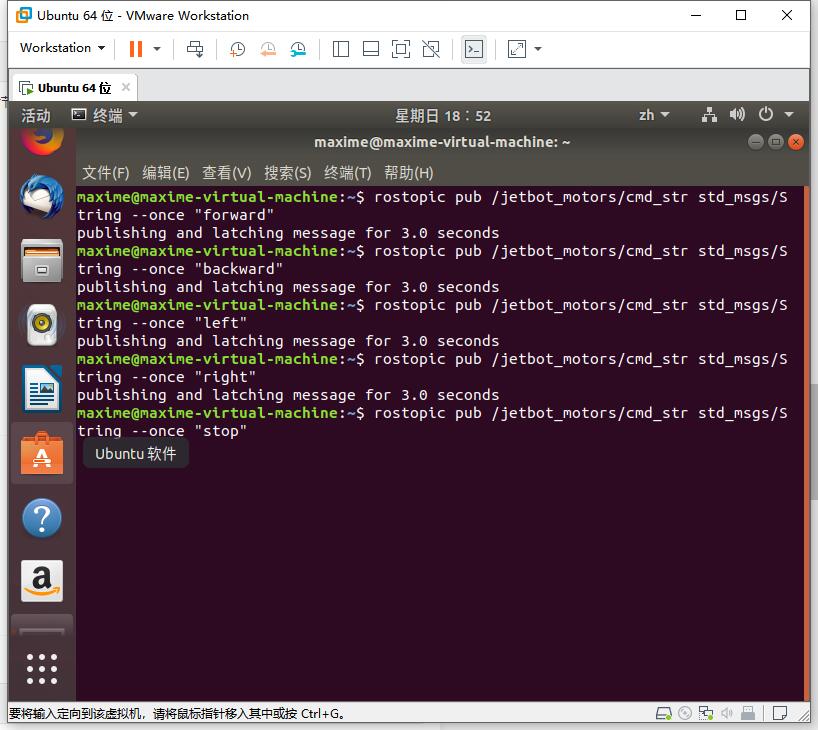 Ubuntu 64 位 - VMware Workstation
Workstation
Ubuntu 64 位
活动 终端 星期日 18：52 zh
maxime@maxime-virtual-machine: ~
文件(F) 编辑(E) 查看(V) 搜索(S) 终端(T) 帮助(H)
maxime@maxime-virtual-machine:~$ rostopic pub /jetbot_motors/cmd_str std_msgs/S
tring --once "forward"
publishing and latching message for 3.0 seconds
maxime@maxime-virtual-machine:~$ rostopic pub /jetbot_motors/cmd_str std_msgs/S
tring --once "backward"
publishing and latching message for 3.0 seconds
maxime@maxime-virtual-machine:~$ rostopic pub /jetbot_motors/cmd_str std_msgs/S
tring --once "left"
publishing and latching message for 3.0 seconds
maxime@maxime-virtual-machine:~$ rostopic pub /jetbot_motors/cmd_str std_msgs/S
tring --once "right"
publishing and latching message for 3.0 seconds
maxime@maxime-virtual-machine:~$ rostopic pub /jetbot_motors/cmd_str std_msgs/S
tring --once "stop"
Ubuntu 软件
要将输入定向到该虚拟机，请将鼠标指针移入其中或按 Ctrl+G。